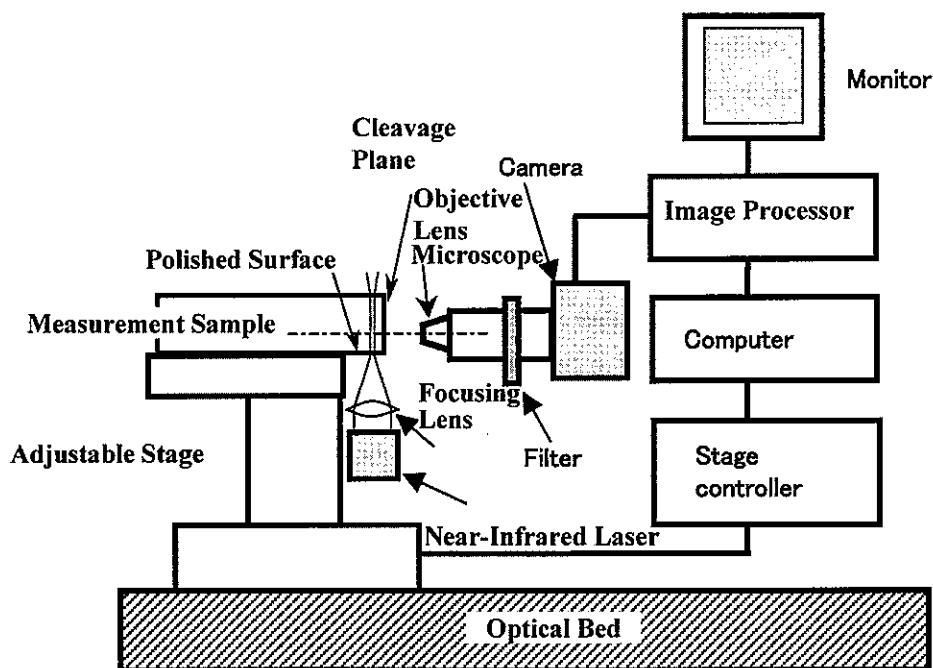 Monitor
Cleavage
Plane
Camera
Objective
Lens
Microscope
Image Processor
Polished Surface
Measurement Sample
Computer
Focusing
Lens
Adjustable Stage
Filter
Stage
controller
Near-Infrared Laser
Optical Bed